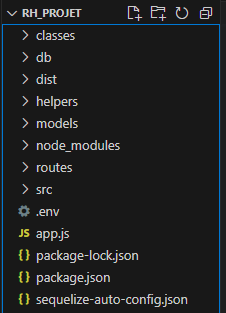 RH_PROJET
classes
db
dist
helpers
models
node_modules
routes
src
.env
JS app.js
{} package-lock.json
{} package.json
{} sequelize-auto-config.json